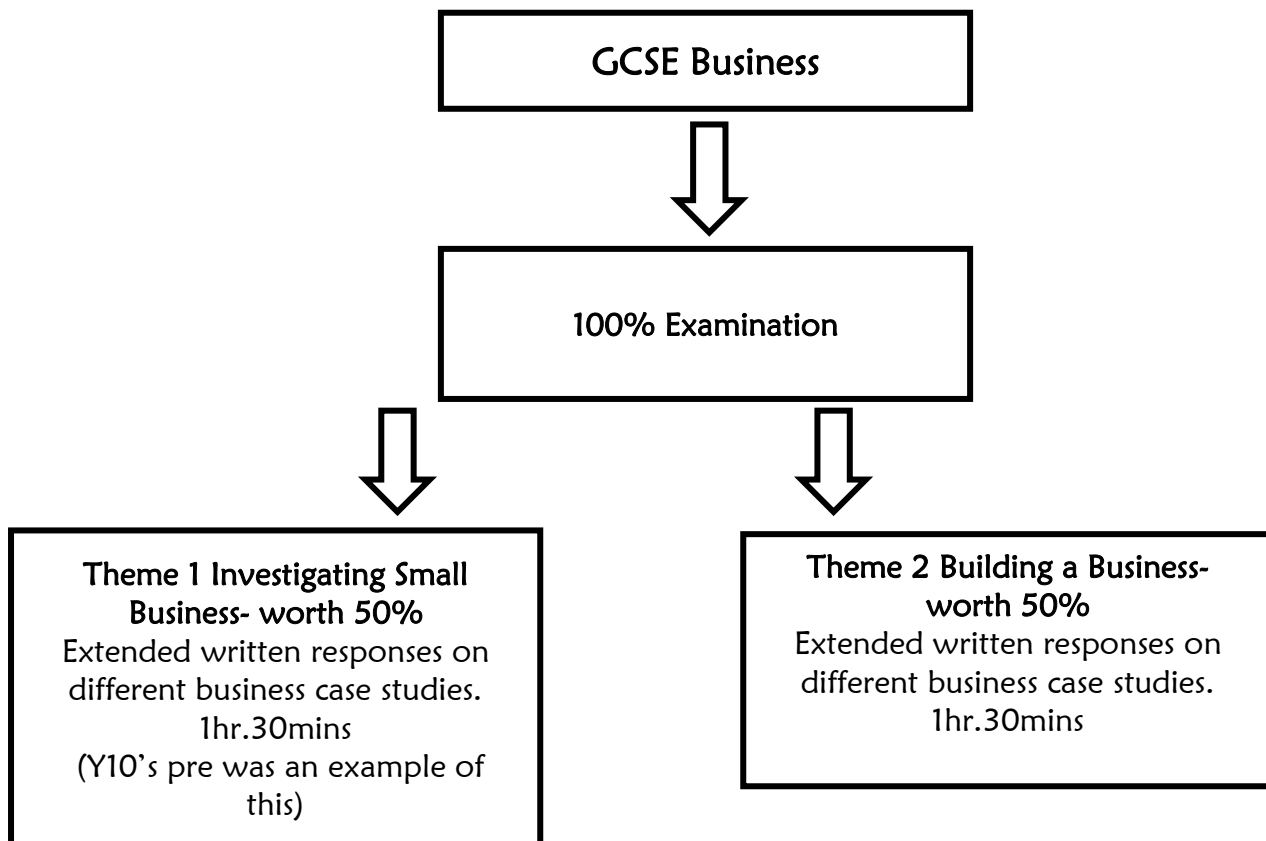 GCSE Business
100% Examination
Theme 1 Investigating Small
Business- worth 50%
Extended written responses on
different business case studies.
1hr.30mins
(Y10’s pre was an example of
this)
Theme 2 Building a Business-
worth 50%
Extended written responses on
different business case studies.
1hr.30mins